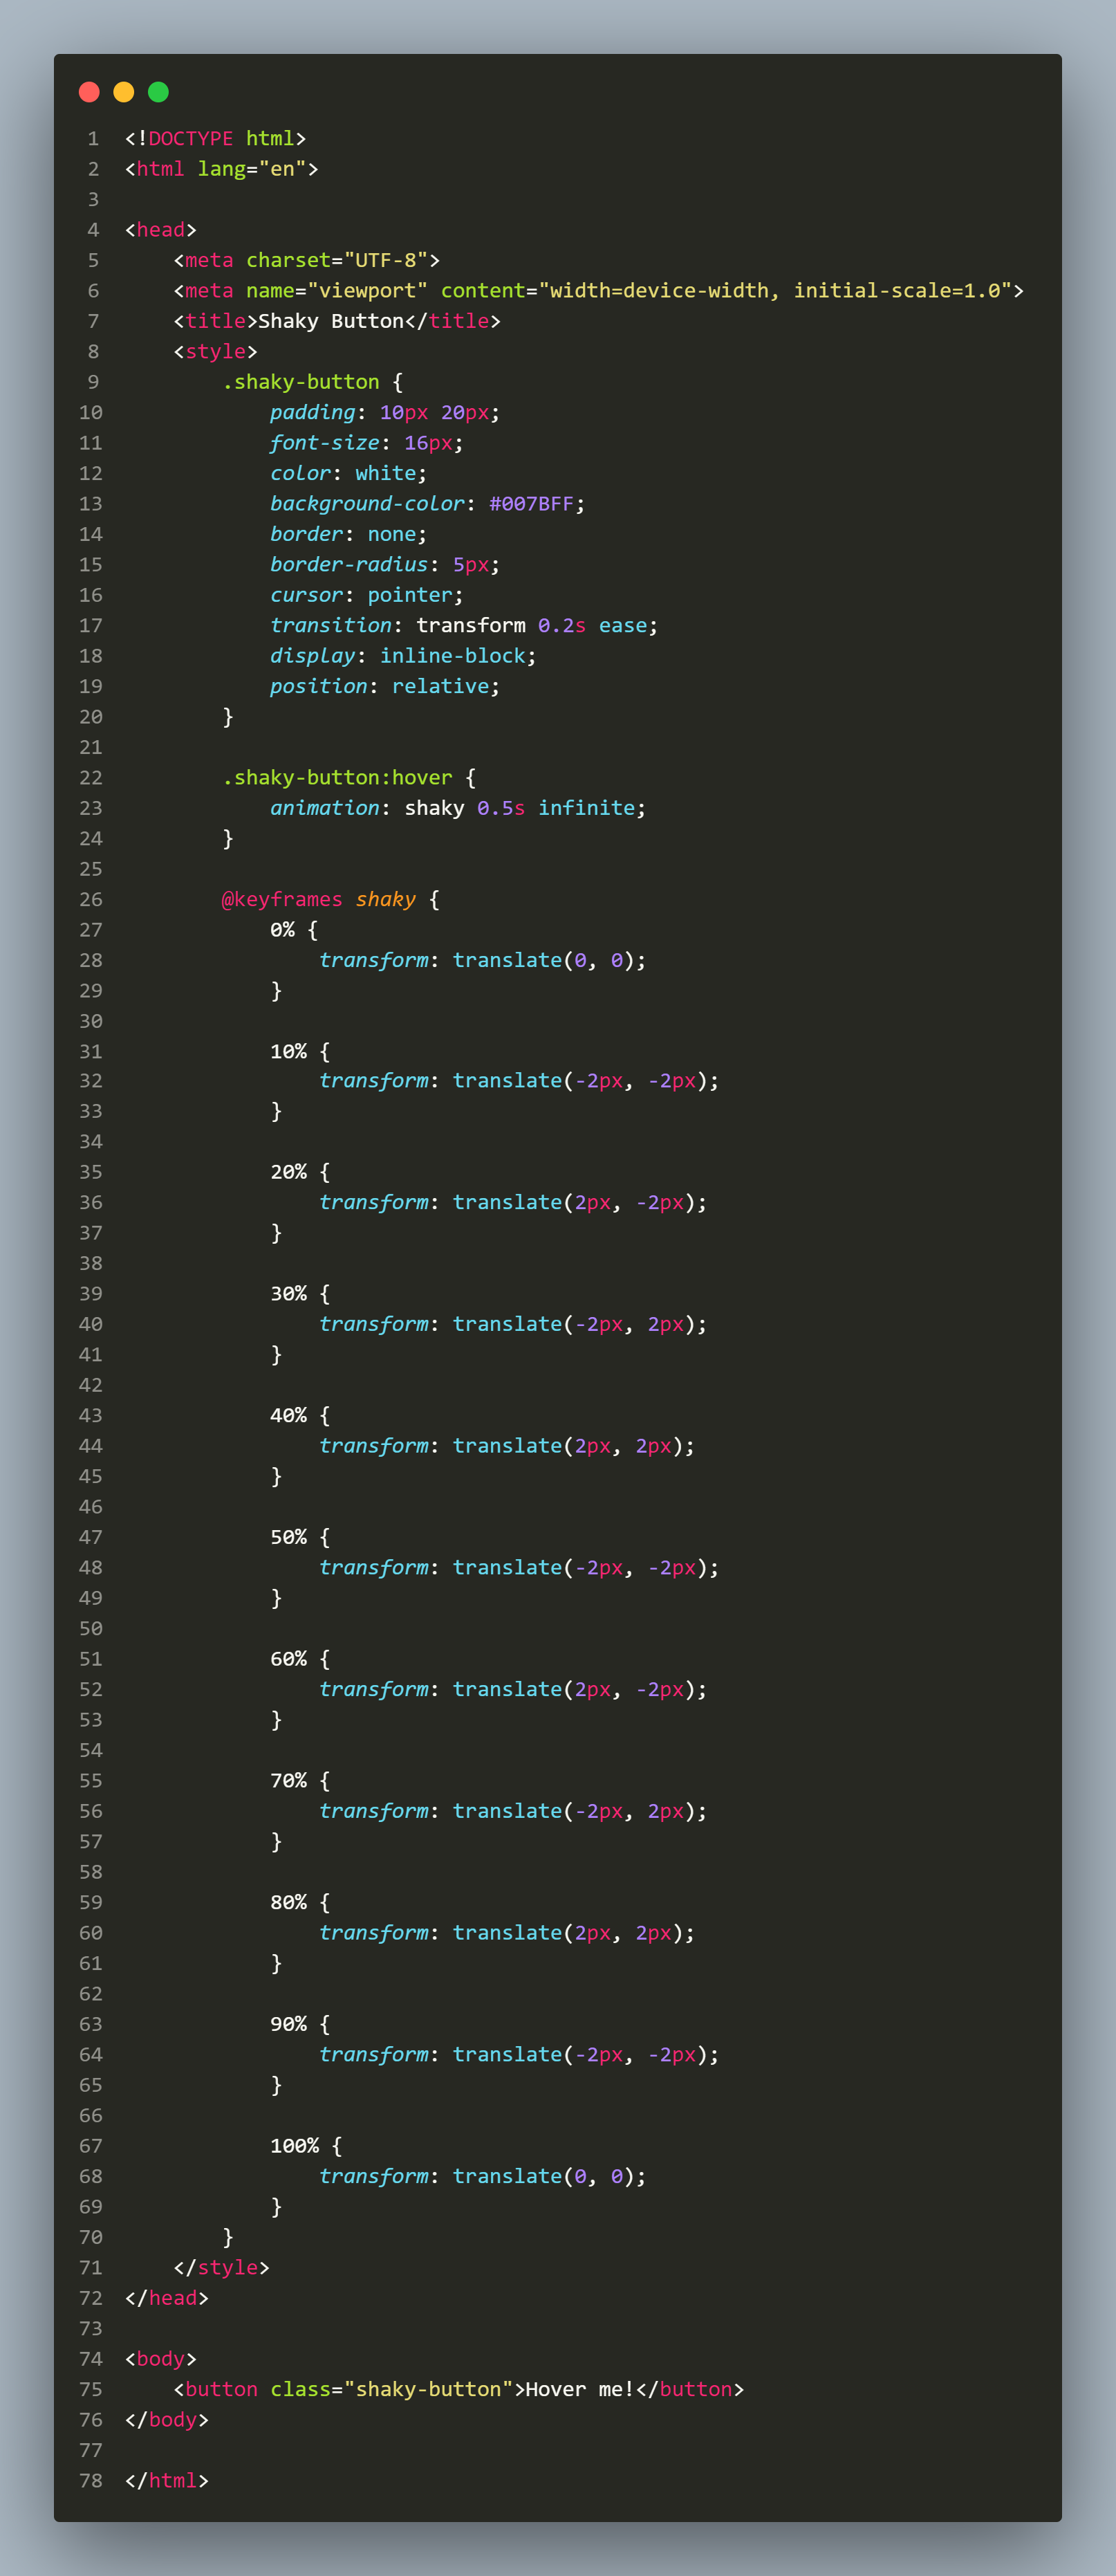 1 <!DOCTYPE html>
2 <html lang="en">
3
4 <head>
5     <meta charset="UTF-8">
6     <meta name="viewport" content="width=device-width, initial-scale=1.0">
7     <title>Shaky Button</title>
8     <style>
9         .shaky-button {
10             padding: 10px 20px;
11             font-size: 16px;
12             color: white;
13             background-color: #007BFF;
14             border: none;
15             border-radius: 5px;
16             cursor: pointer;
17             transition: transform 0.2s ease;
18             display: inline-block;
19             position: relative;
20         }
21
22         .shaky-button:hover {
23             animation: shaky 0.5s infinite;
24         }
25
26         @keyframes shaky {
27             0% {
28                 transform: translate(0, 0);
29             }
30
31             10% {
32                 transform: translate(-2px, -2px);
33             }
34
35             20% {
36                 transform: translate(2px, -2px);
37             }
38
39             30% {
40                 transform: translate(-2px, 2px);
41             }
42
43             40% {
44                 transform: translate(2px, 2px);
45             }
46
47             50% {
48                 transform: translate(-2px, -2px);
49             }
50
51             60% {
52                 transform: translate(2px, -2px);
53             }
54
55             70% {
56                 transform: translate(-2px, 2px);
57             }
58
59             80% {
60                 transform: translate(2px, 2px);
61             }
62
63             90% {
64                 transform: translate(-2px, -2px);
65             }
66
67             100% {
68                 transform: translate(0, 0);
69             }
70         }
71     </style>
72 </head>
73
74 <body>
75     <button class="shaky-button">Hover me!</button>
76 </body>
77
78 </html>